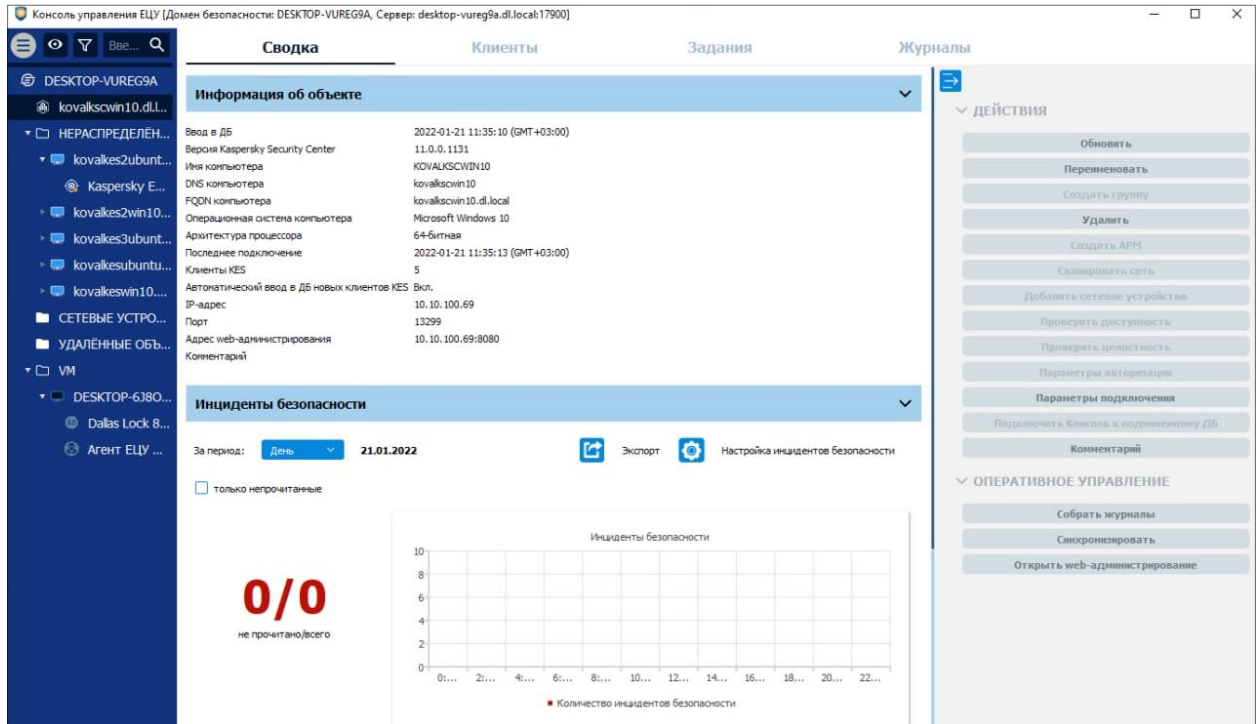 Консоль управления ЕЦУ [Домен безопасности: DESKTOP-VUREG9A, Сервер: desktop-vureg9a.dl.local:17900]
Вве...
DESKTOP-VUREG9A
kovalkscwin10.dl.l...
НЕРАСПРЕДЕЛЁН...
kovalkes2ubunt...
Kaspersky E...
kovalkes2win10...
kovalkes3ubunt...
kovalkesubuntu...
kovalkeswin10....
СЕТЕВЫЕ УСТРО...
УДАЛЁННЫЕ ОБЪ...
VM
DESKTOP-6J8O...
Dallas Lock 8...
Агент ЕЦУ ...
Сводка Клиенты Задания Журналы
Информация об объекте
Ввод в ДБ 2022-01-21 11:35:10 (GMT+03:00)
Версия Kaspersky Security Center 11.0.0.1131
Имя компьютера KOVALKSCWIN10
DNS компьютера kovalkscwin10
FQDN компьютера kovalkscwin10.dl.local
Операционная система компьютера Microsoft Windows 10
Архитектура процессора 64-битная
Последнее подключение 2022-01-21 11:35:13 (GMT+03:00)
Клиенты KES 5
Автоматический ввод в ДБ новых клиентов KES Вкл.
IP-адрес 10.10.100.69
Порт 13299
Адрес web-администрирования 10.10.100.69:8080
Комментарий
Инциденты безопасности
За период: День 21.01.2022 Экспорт Настройка инцидентов безопасности
только непрочитанные
0/0
не прочитано/всего
Инциденты безопасности
10
8
6
4
2
0
0:... 2:... 4:... 6:... 8:... 10... 12... 14... 16... 18... 20... 22...
Количество инцидентов безопасности
ДЕЙСТВИЯ
Обновить
Переименовать
Создать группу
Удалить
Создать АРМ
Сканировать сеть
Добавить сетевое устройство
Проверить доступность
Проверить целостность
Параметры авторизации
Параметры подключения
Подключить Консоль к подчиненному ДБ
Комментарий
ОПЕРАТИВНОЕ УПРАВЛЕНИЕ
Собрать журналы
Синхронизировать
Открыть web-администрирование